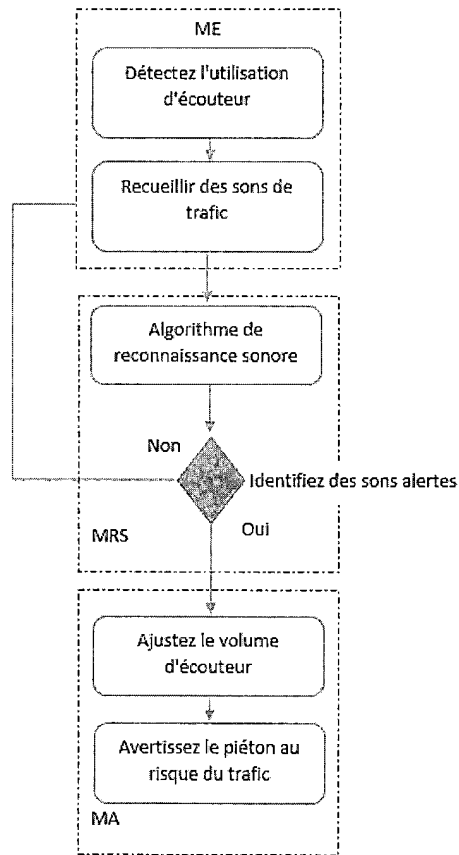 ME
Détectez l'utilisation
d'écouteur
Recueillir des sons de
trafic
Algorithme de
reconnaissance sonore
Non
Identifiez des sons alertes
Oui
MRS
Ajustez le volume
d'écouteur
Avertissez le piéton au
risque du trafic
MA